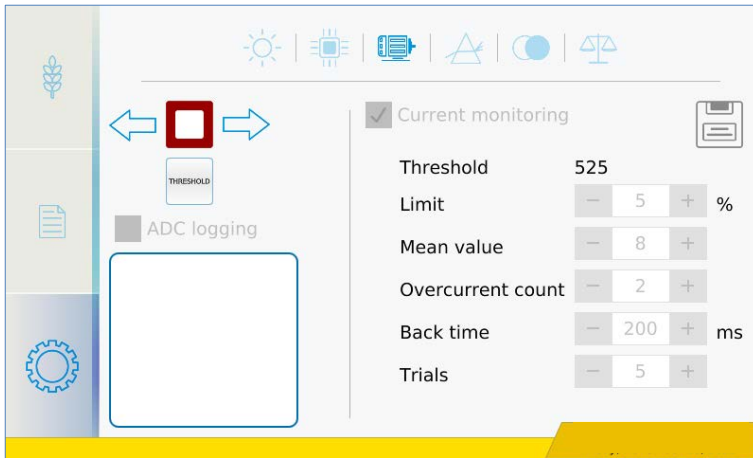 THRESHOLD
ADC logging
Current monitoring
Threshold 525
Limit − 5 + %
Mean value − 8 +
Overcurrent count − 2 +
Back time − 200 + ms
Trials − 5 +